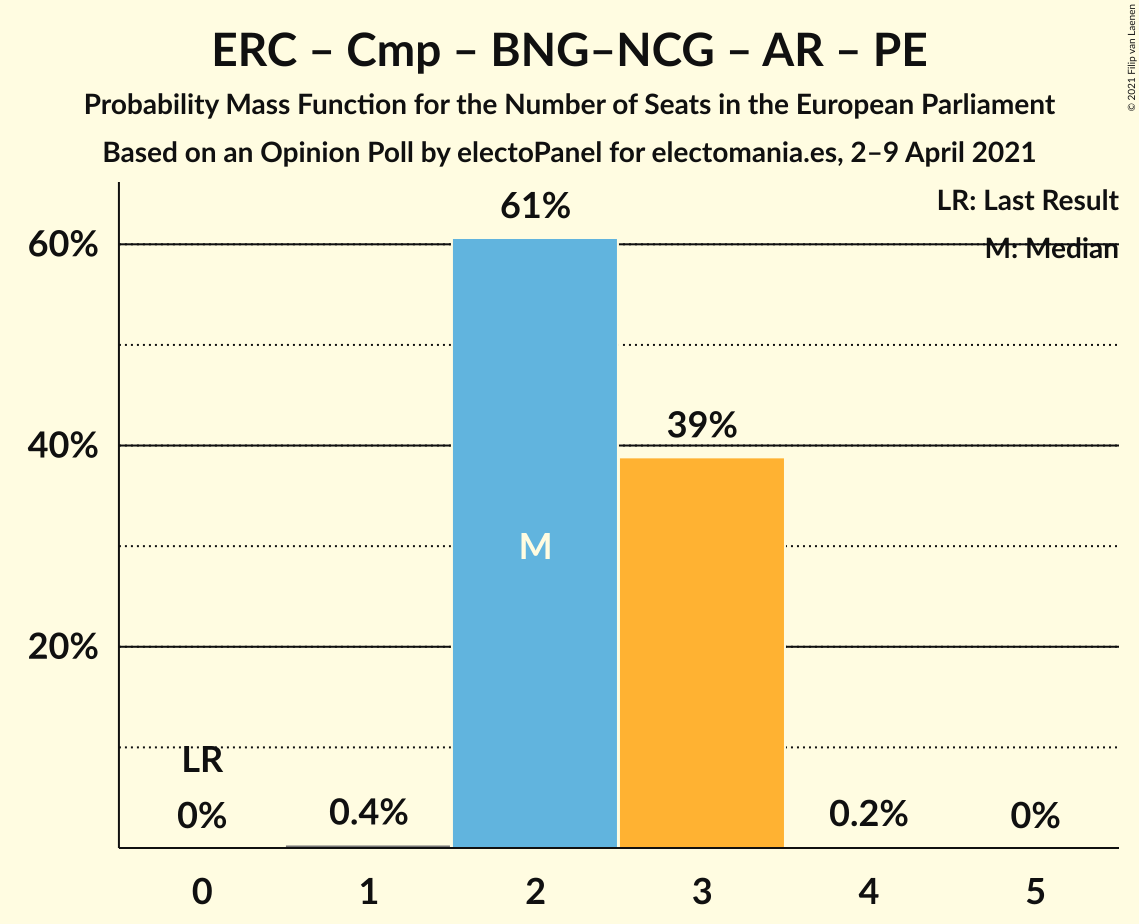 ERC – Cmp – BNG–NCG – AR – PE
Probability Mass Function for the Number of Seats in the European Parliament
Based on an Opinion Poll by electoPanel for electomania.es, 2–9 April 2021
© 2021 Filip van Laenen
LR: Last Result
M: Median
61%
60%
39%
40%
M
20%
LR
0%
0.4%
0.2%
0%
0 1 2 3 4 5